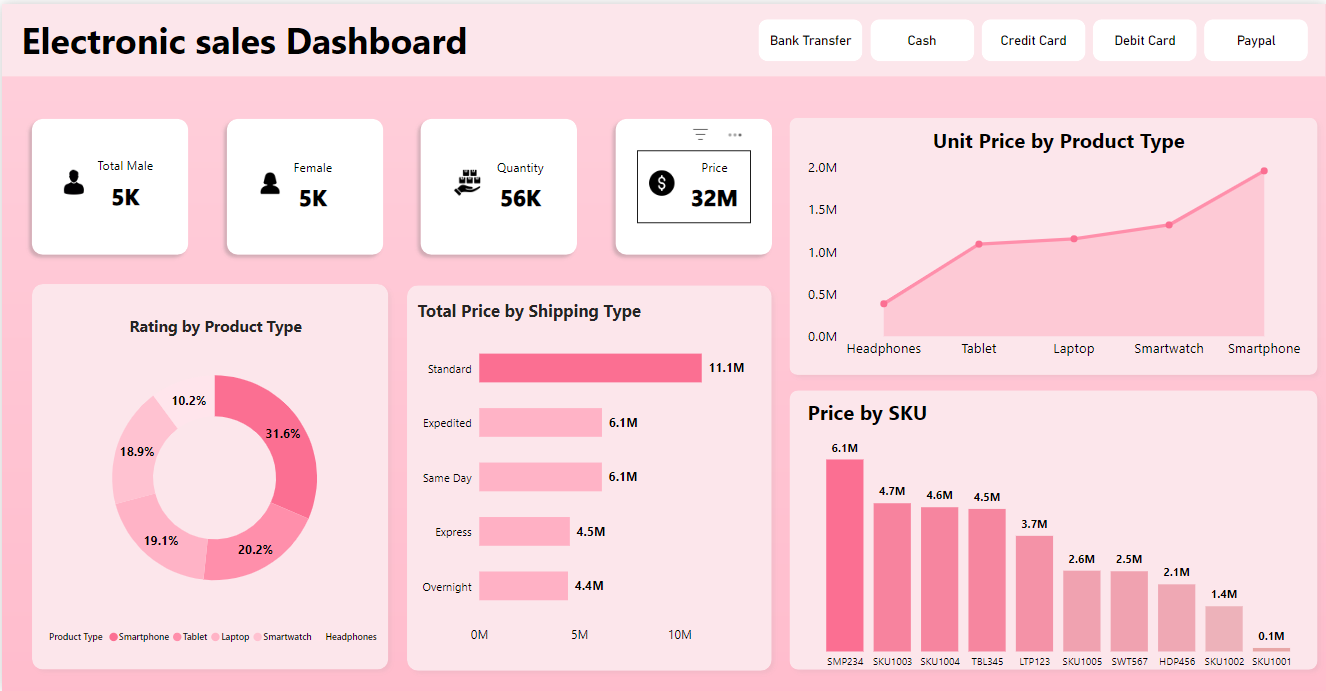 Electronic sales Dashboard
Bank Transfer
Cash
Credit Card
Debit Card
Paypal
Total Male
5K
Female
5K
Quantity
56K
Price
32M
Unit Price by Product Type
2.0M
1.5M
1.0M
0.5M
0.0M
Headphones
Tablet
Laptop
Smartwatch
Smartphone
Rating by Product Type
10.2%
31.6%
18.9%
19.1%
20.2%
Product Type Smartphone Tablet Laptop Smartwatch Headphones
Total Price by Shipping Type
Standard 11.1M
Expedited 6.1M
Same Day 6.1M
Express 4.5M
Overnight 4.4M
0M 5M 10M
Price by SKU
6.1M
4.7M
4.6M
4.5M
3.7M
2.6M
2.5M
2.1M
1.4M
0.1M
SMP234 SKU1003 SKU1004 TBL345 LTP123 SKU1005 SWT567 HDP456 SKU1002 SKU1001